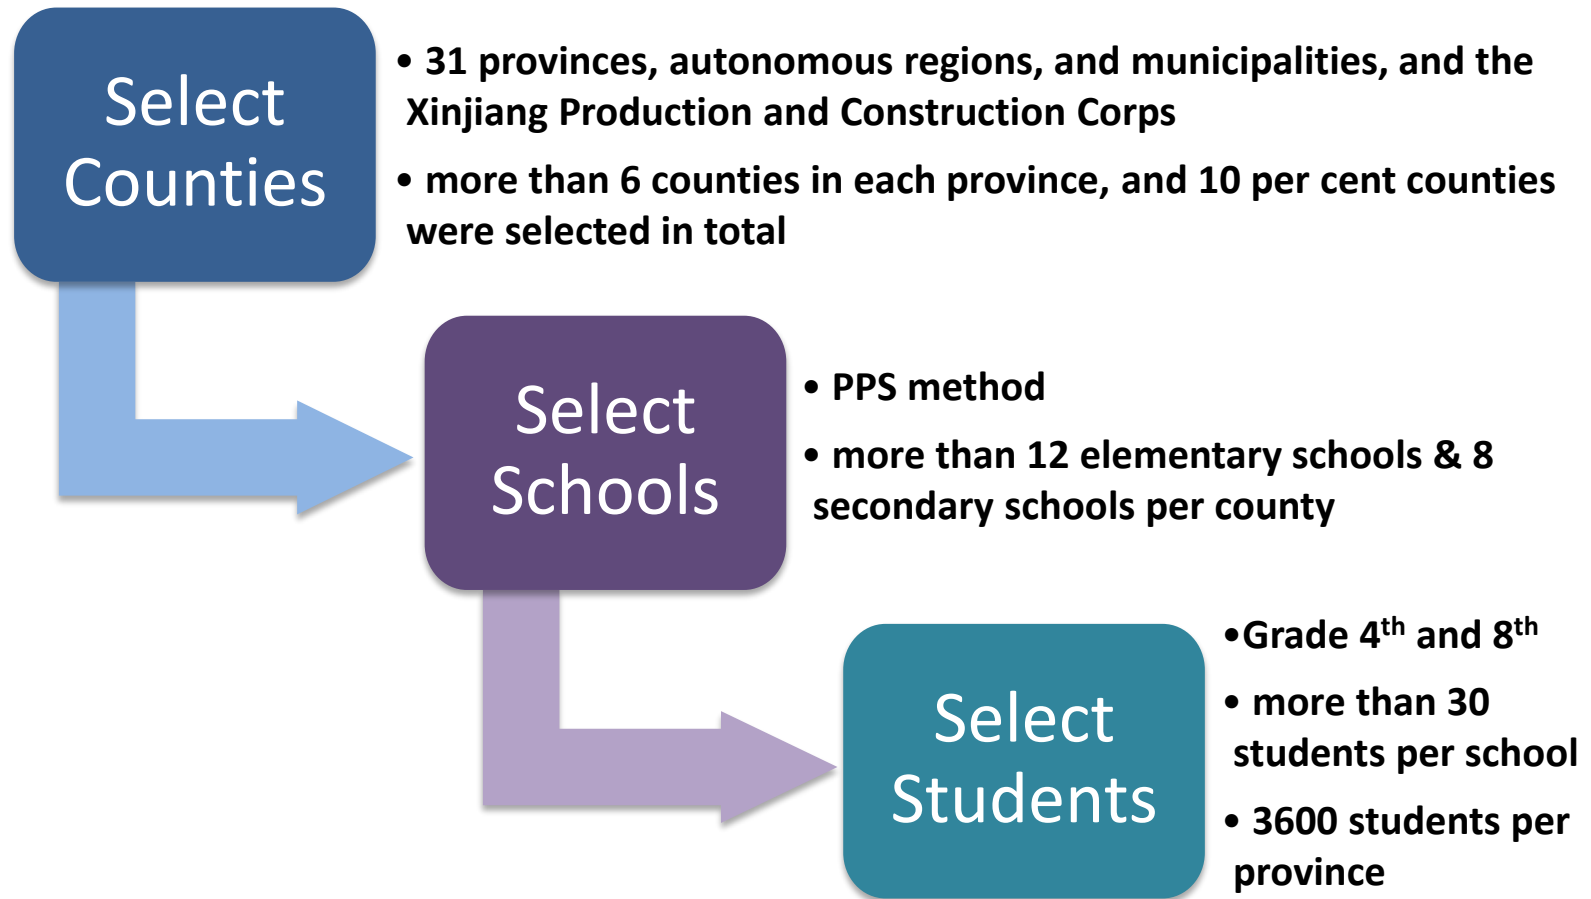 Select
Counties
• 31 provinces, autonomous regions, and municipalities, and the
Xinjiang Production and Construction Corps
• more than 6 counties in each province, and 10 per cent counties
were selected in total
Select
Schools
• PPS method
• more than 12 elementary schools & 8
secondary schools per county
Select
Students
•Grade 4th and 8th
• more than 30
students per school
• 3600 students per
province